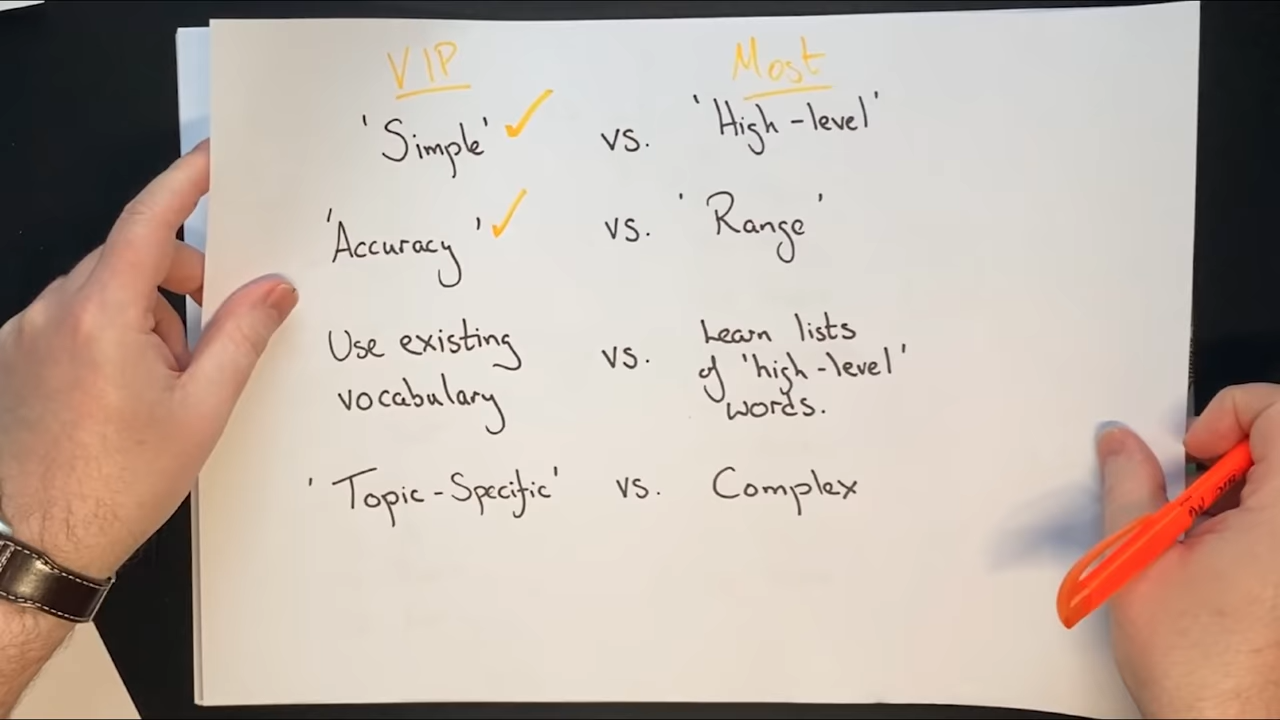 VIP Most
'Simple' ✓ vs. 'High-level'
'Accuracy' ✓ vs. 'Range'
Use existing vs. Learn lists
vocabulary of 'high-level'
words.
'Topic-Specific' vs. Complex